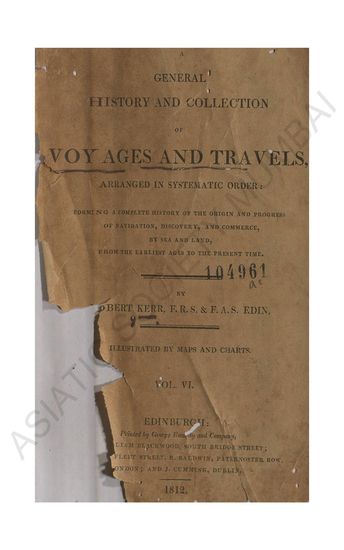 A
GENERAL
HISTORY AND COLLECTION
OF
VOYAGES AND TRAVELS,
ARRANGED IN SYSTEMATIC ORDER:
FORMING A COMPLETE HISTORY OF THE ORIGIN AND PROGRESS
OF NAVIGATION, DISCOVERY, AND COMMERCE,
BY SEA AND LAND,
FROM THE EARLIEST AGES TO THE PRESENT TIME.
104961
BY
OBERT KERR, F.R.S. & F.A.S. EDIN.
ILLUSTRATED BY MAPS AND CHARTS.
VOL. VI.
EDINBURGH:
Printed by George Ramsay and Company,
LIAM BLACKWOOD, SOUTH BRIDGE STREET;
FLEET STREET, R. BALDWIN, PATERNOSTER ROW,
ONDON; AND J. CUMMING, DUBLIN.
1812.
ASIATIC SOCIETY OF MUMBAI